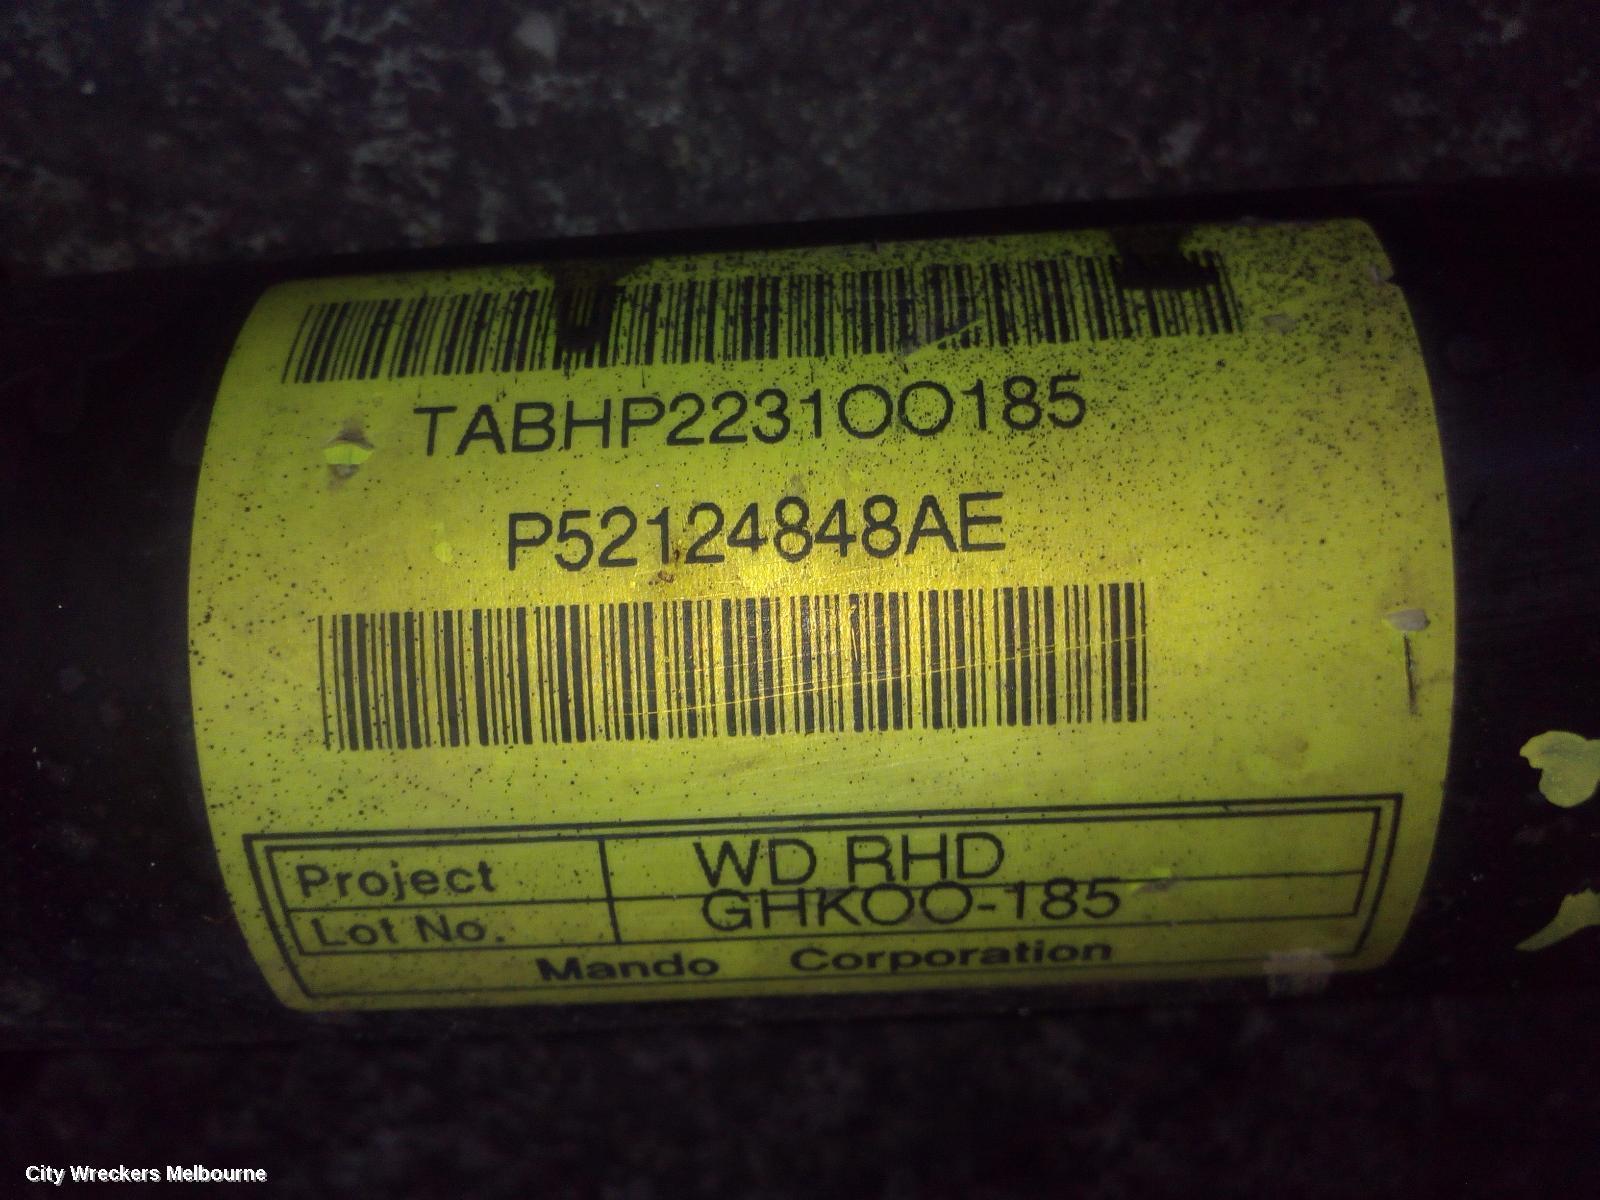 TABHP223100185
P52124848AE
Project WD RHD
Lot No. GHK00-185
Mando Corporation
City Wreckers Melbourne